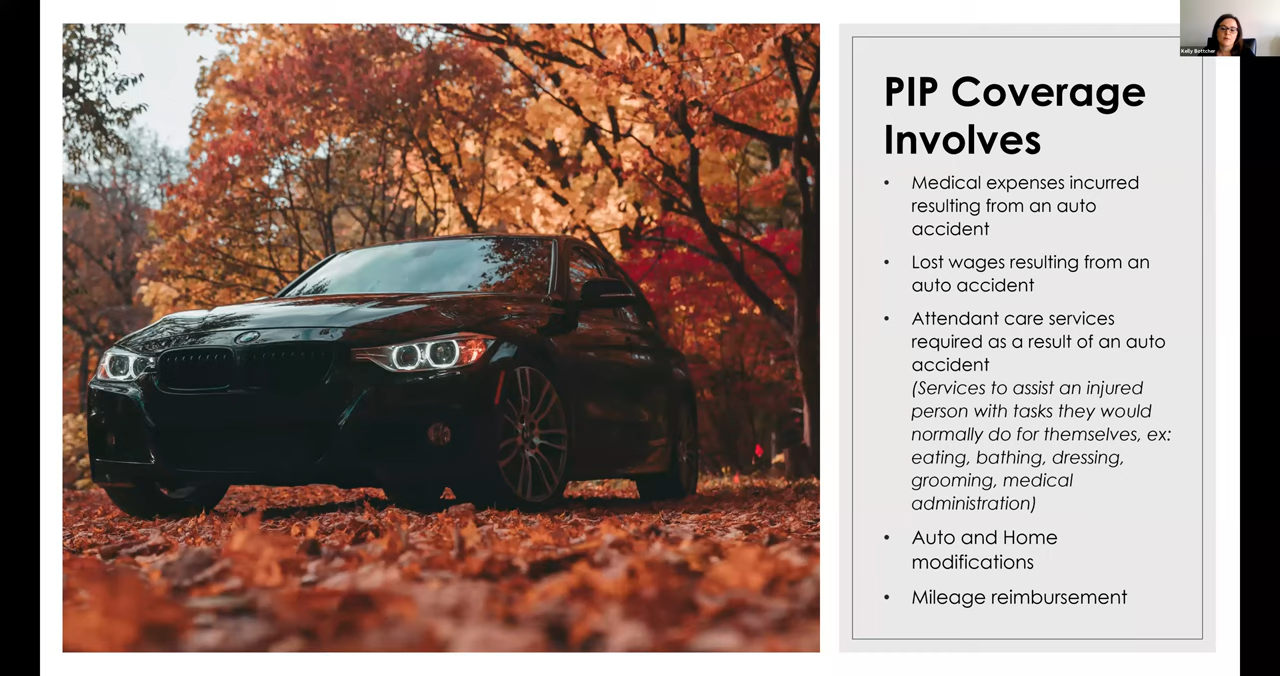 Kelly Bottcher
PIP Coverage
Involves
• Medical expenses incurred
resulting from an auto
accident
• Lost wages resulting from an
auto accident
• Attendant care services
required as a result of an auto
accident
(Services to assist an injured
person with tasks they would
normally do for themselves, ex:
eating, bathing, dressing,
grooming, medical
administration)
• Auto and Home
modifications
• Mileage reimbursement